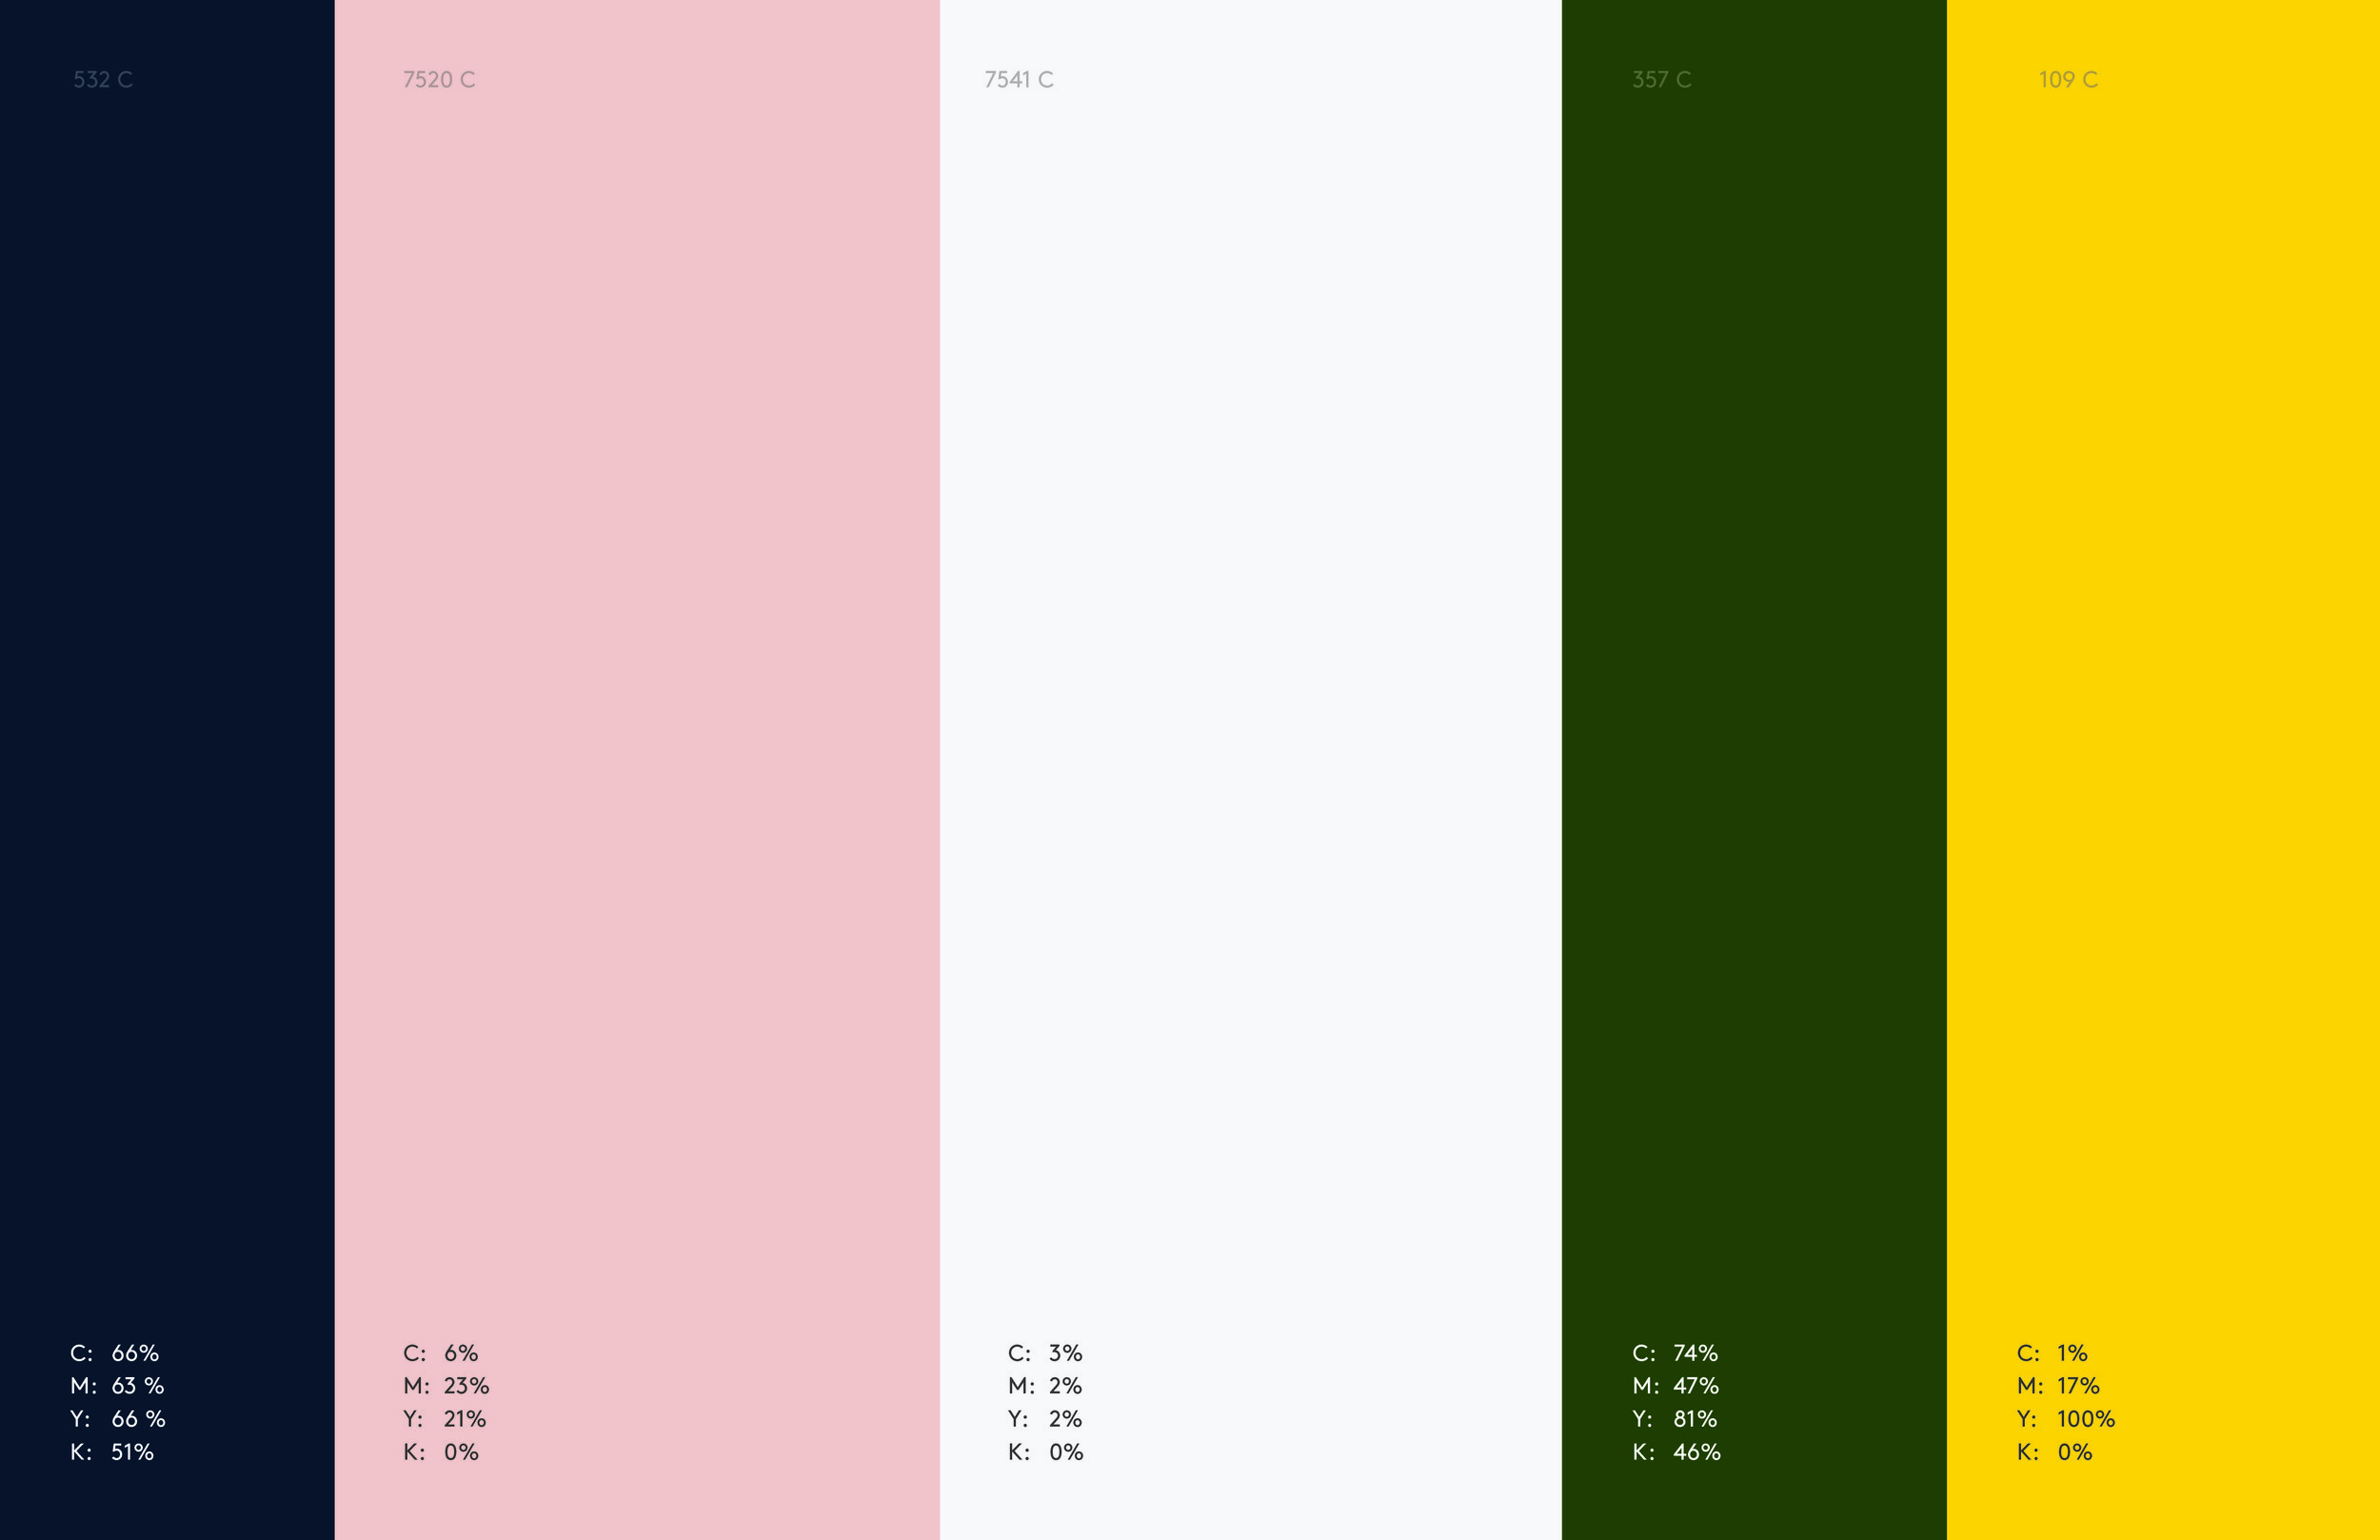 532 C
7520 C
7541 C
357 C
109 C
C: 66%
M: 63 %
Y: 66 %
K: 51%
C: 6%
M: 23%
Y: 21%
K: 0%
C: 3%
M: 2%
Y: 2%
K: 0%
C: 74%
M: 47%
Y: 81%
K: 46%
C: 1%
M: 17%
Y: 100%
K: 0%